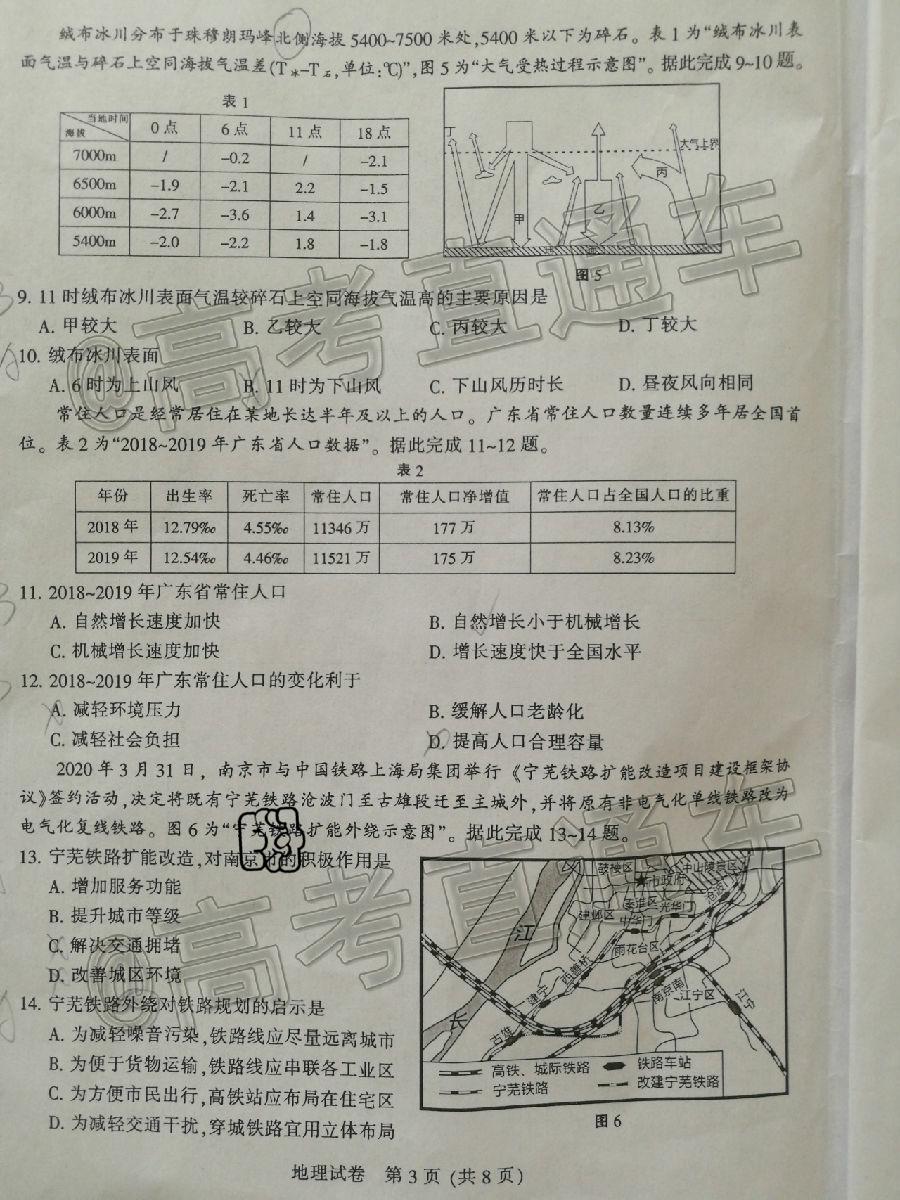 绒布冰川分布于珠穆朗玛峰北侧海拔5400~7500米处,5400米以下为碎石。表1为“绒布冰川表
面气温与碎石上空同海拔气温差(T冰-T石,单位:℃)”,图5为“大气受热过程示意图”。据此完成9~10题。
表1
当地时间 海拔 0点 6点 11点 18点
7000m / -0.2 / -2.1
6500m -1.9 -2.1 2.2 -1.5
6000m -2.7 -3.6 1.4 -3.1
5400m -2.0 -2.2 1.8 -1.8
丁 大气上界 丙 甲 乙
图5
9. 11时绒布冰川表面气温较碎石上空同海拔气温高的主要原因是
A. 甲较大 B. 乙较大 C. 丙较大 D. 丁较大
10. 绒布冰川表面
A. 6时为上山风 B. 11时为下山风 C. 下山风历时长 D. 昼夜风向相同
常住人口是经常居住在某地长达半年及以上的人口。广东省常住人口数量连续多年居全国首
位。表2为“2018~2019年广东省人口数据”。据此完成11~12题。
表2
年份 出生率 死亡率 常住人口 常住人口净增值 常住人口占全国人口的比重
2018年 12.79‰ 4.55‰ 11346万 177万 8.13%
2019年 12.54‰ 4.46‰ 11521万 175万 8.23%
11. 2018~2019年广东省常住人口
A. 自然增长速度加快 B. 自然增长小于机械增长
C. 机械增长速度加快 D. 增长速度快于全国水平
12. 2018~2019年广东常住人口的变化利于
A. 减轻环境压力 B. 缓解人口老龄化
C. 减轻社会负担 D. 提高人口合理容量
2020年3月31日，南京市与中国铁路上海局集团举行《宁芜铁路扩能改造项目建设框架协
议》签约活动,决定将既有宁芜铁路沧波门至古雄段迁至主城外,并将原有非电气化单线铁路改为
电气化复线铁路。图6为“宁芜铁路扩能外绕示意图”。据此完成13~14题。
13. 宁芜铁路扩能改造,对南京市的积极作用是
A. 增加服务功能
B. 提升城市等级
C. 解决交通拥堵
D. 改善城区环境
14. 宁芜铁路外绕对铁路规划的启示是
A. 为减轻噪音污染,铁路线应尽量远离城市
B. 为便于货物运输,铁路线应串联各工业区
C. 为方便市民出行,高铁站应布局在住宅区
D. 为减轻交通干扰,穿城铁路宜用立体布局
鼓楼区
市政府
秦淮区
光华门
建邺区
中华门
雨花台区
江
西善桥
建宁
南京南
江宁区
江宁
长
古雄
高铁、城际铁路 铁路车站
宁芜铁路 改建宁芜铁路
图6
地理试卷 第3页 (共8页)
@高考直通车
@高考直通车